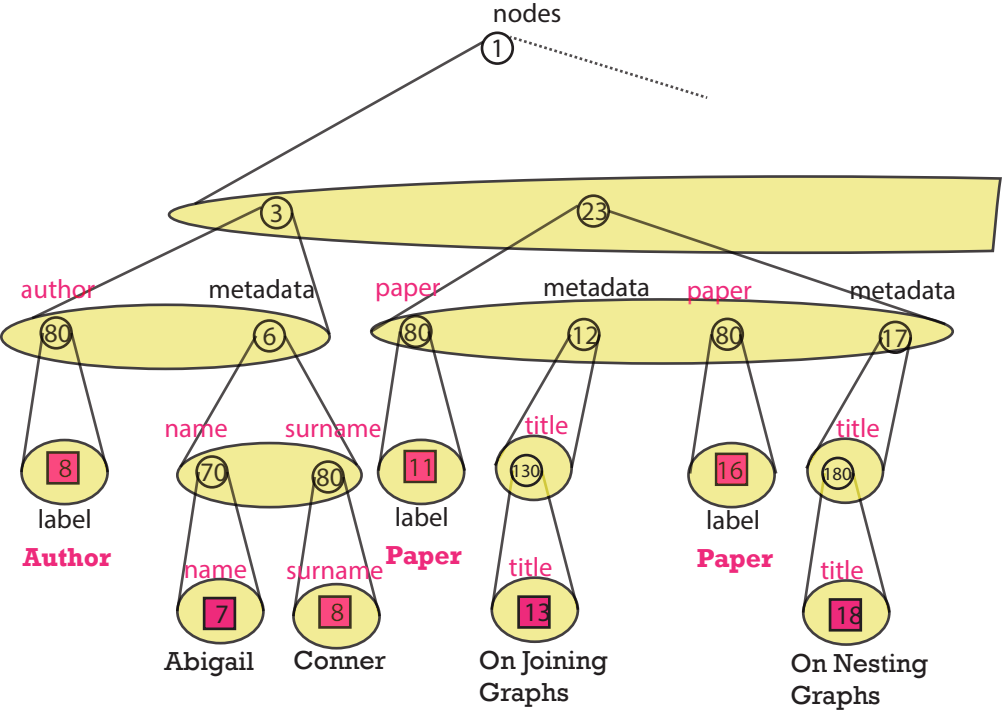 nodes
1
3
23
author
metadata
paper
metadata
paper
metadata
80
6
80
12
80
17
name
surname
title
title
8
70
80
11
130
16
180
label
label
label
Author
Paper
Paper
name
surname
title
title
7
8
13
18
Abigail
Conner
On Joining
Graphs
On Nesting
Graphs